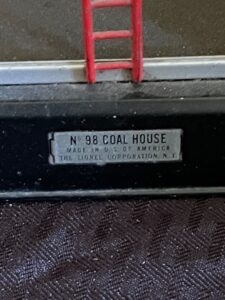 Nº 98 COAL HOUSE
MADE IN U.S. OF AMERICA
THE LIONEL CORPORATION N.Y.